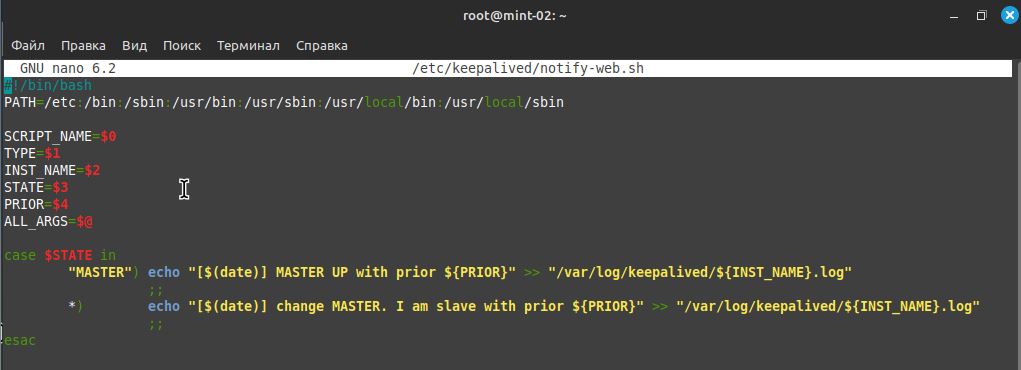 root@mint-02: ~
Файл Правка Вид Поиск Терминал Справка
GNU nano 6.2 /etc/keepalived/notify-web.sh
#!/bin/bash
PATH=/etc:/bin:/sbin:/usr/bin:/usr/sbin:/usr/local/bin:/usr/local/sbin
SCRIPT_NAME=$0
TYPE=$1
INST_NAME=$2
STATE=$3
PRIOR=$4
ALL_ARGS=$@
case $STATE in
"MASTER") echo "[$(date)] MASTER UP with prior ${PRIOR}" >> "/var/log/keepalived/${INST_NAME}.log"
;;
*) echo "[$(date)] change MASTER. I am slave with prior ${PRIOR}" >> "/var/log/keepalived/${INST_NAME}.log"
;;
esac